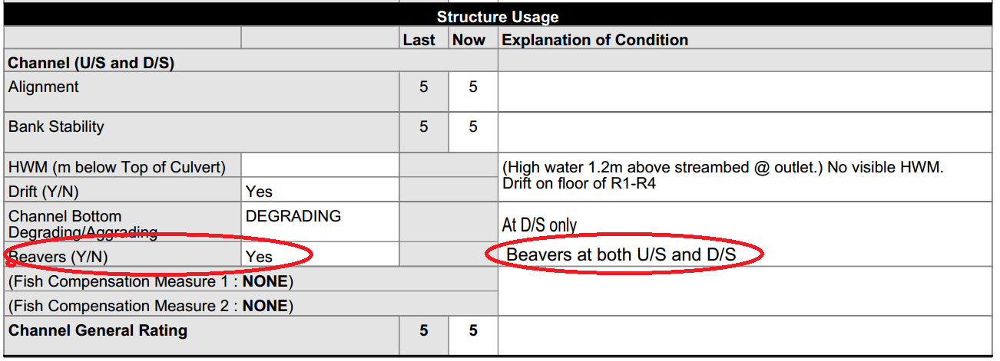 Structure Usage
Last Now Explanation of Condition
Channel (U/S and D/S)
Alignment 5 5
Bank Stability 5 5
HWM (m below Top of Culvert) (High water 1.2m above streambed @ outlet.) No visible HWM.
Drift on floor of R1-R4
Drift (Y/N) Yes
Channel Bottom DEGRADING
Degrading/Aggrading
At D/S only
Beavers (Y/N) Yes Beavers at both U/S and D/S
(Fish Compensation Measure 1 : NONE)
(Fish Compensation Measure 2 : NONE)
Channel General Rating 5 5